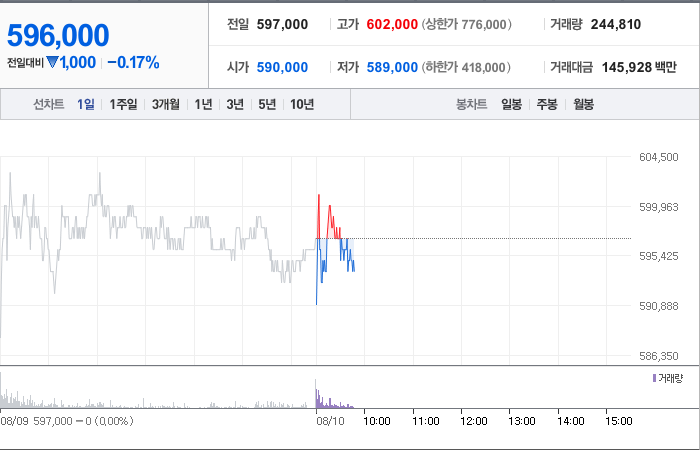 596,000
전일대비 ▼1,000 | -0.17%
전일 597,000 | 고가 602,000 (상한가 776,000) | 거래량 244,810
시가 590,000 | 저가 589,000 (하한가 418,000) | 거래대금 145,928 백만
선차트 1일 | 1주일 | 3개월 | 1년 | 3년 | 5년 | 10년
봉차트 일봉 | 주봉 | 월봉
604,500
599,963
595,425
590,888
586,350
거래량
08/09 597,000 -0 (0,00%)
08/10 10:00 11:00 12:00 13:00 14:00 15:00